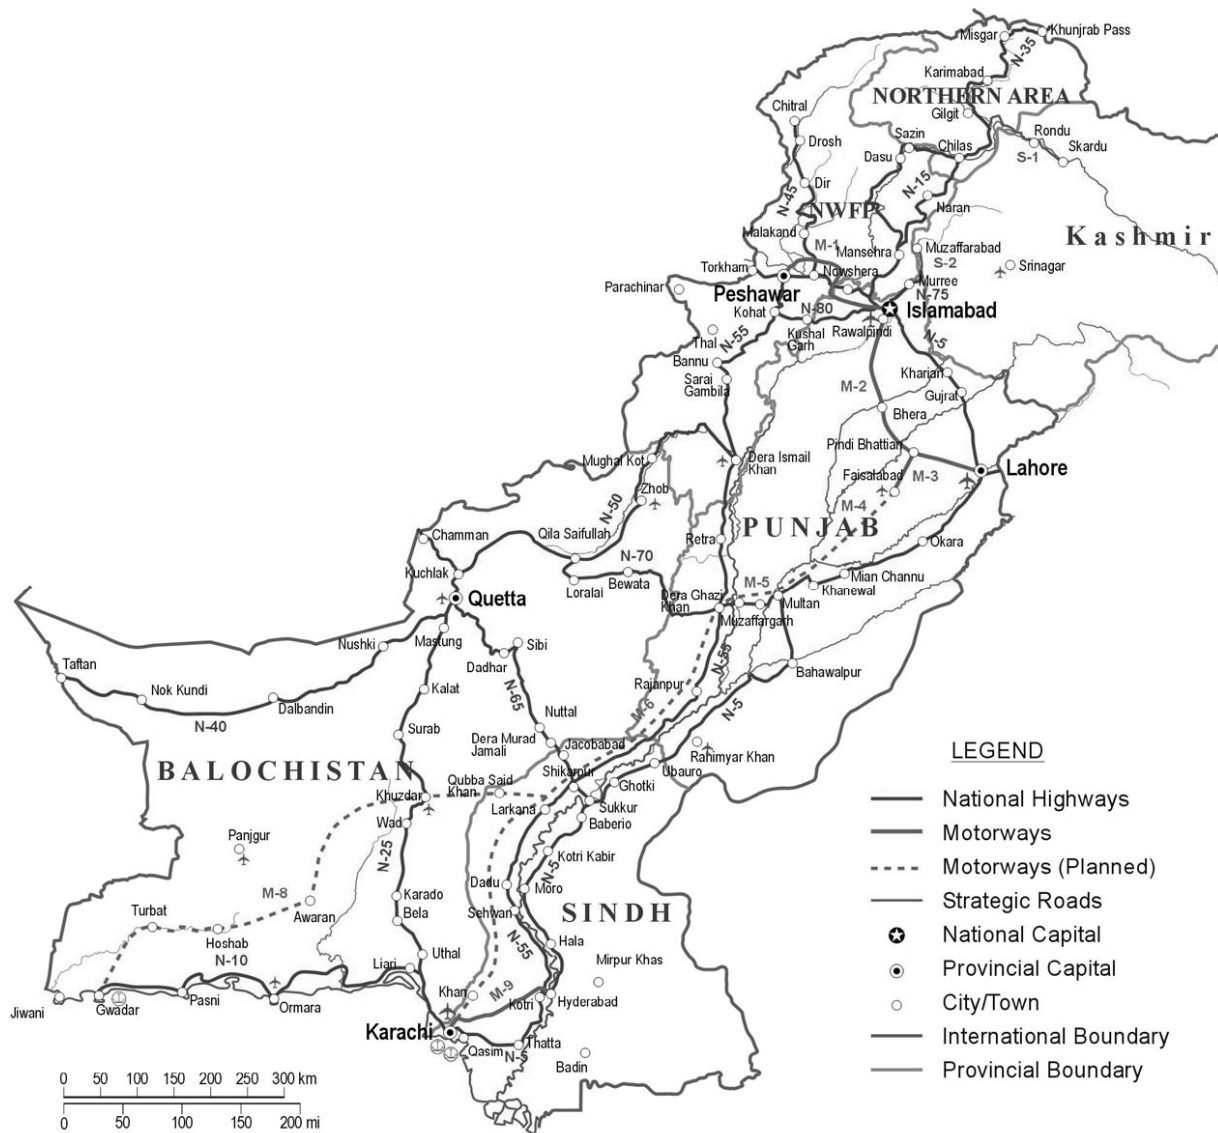 Misgar
Khunjrab Pass
N-35
Karimabad
NORTHERN AREA
Chitral
Gilgit
Drosh
Sazin
Rondu
Dasu
Chilas
S-1
Skardu
Dir
N-15
N-45
NWFP
Naran
Malakand
M-1
Kashmir
Mansehra
Muzaffarabad
S-2
Torkham
Nowshera
Srinagar
Murree
Parachinar
Peshawar
N-75
Kohat
N-80
Islamabad
Kushal
Garh
Rawalpindi
Thal
N-55
N-5
Bannu
Sarai
Gambila
Kharian
M-2
Gujrat
Bhera
Pindi Bhattian
Mughal Kot
Dera Ismail
Khan
Lahore
Faisalabad
M-3
Zhob
M-4
N-50
PUNJAB
Chamman
Qila Saifullah
Retra
Okara
N-70
Kuchlak
Mian Channu
Loralai
Bewata
M-5
Khanewal
Dera Ghazi
Khan
Multan
Quetta
Muzaffargarh
Mastung
Nushki
Sibi
Taftan
Dadhar
N-55
Bahawalpur
Nok Kundi
Kalat
Rajanpur
Dalbandin
N-65
M-6
N-5
N-40
Surab
Nuttal
Dera Murad
Jamali
Jacobabad
Rahimyar Khan
LEGEND
BALOCHISTAN
Shikarpur
Ubauro
Qubba Said
Khan
Ghotki
Khuzdar
National Highways
Larkana
Sukkur
Wad
Baberio
Motorways
Panjgur
N-25
N-5
Kotri Kabir
Motorways (Planned)
M-8
Karado
Dadu
Moro
Strategic Roads
Awaran
Bela
Sehwan
SINDH
Turbat
National Capital
Hoshab
N-55
Hala
N-10
Uthal
Mirpur Khas
Provincial Capital
Liari
Khan
M-9
Kotri
Hyderabad
City/Town
Jiwani
Gwadar
Pasni
Ormara
Karachi
International Boundary
Qasim
N-5
Thatta
Badin
Provincial Boundary
0 50 100 150 200 250 300 km
0 50 100 150 200 mi